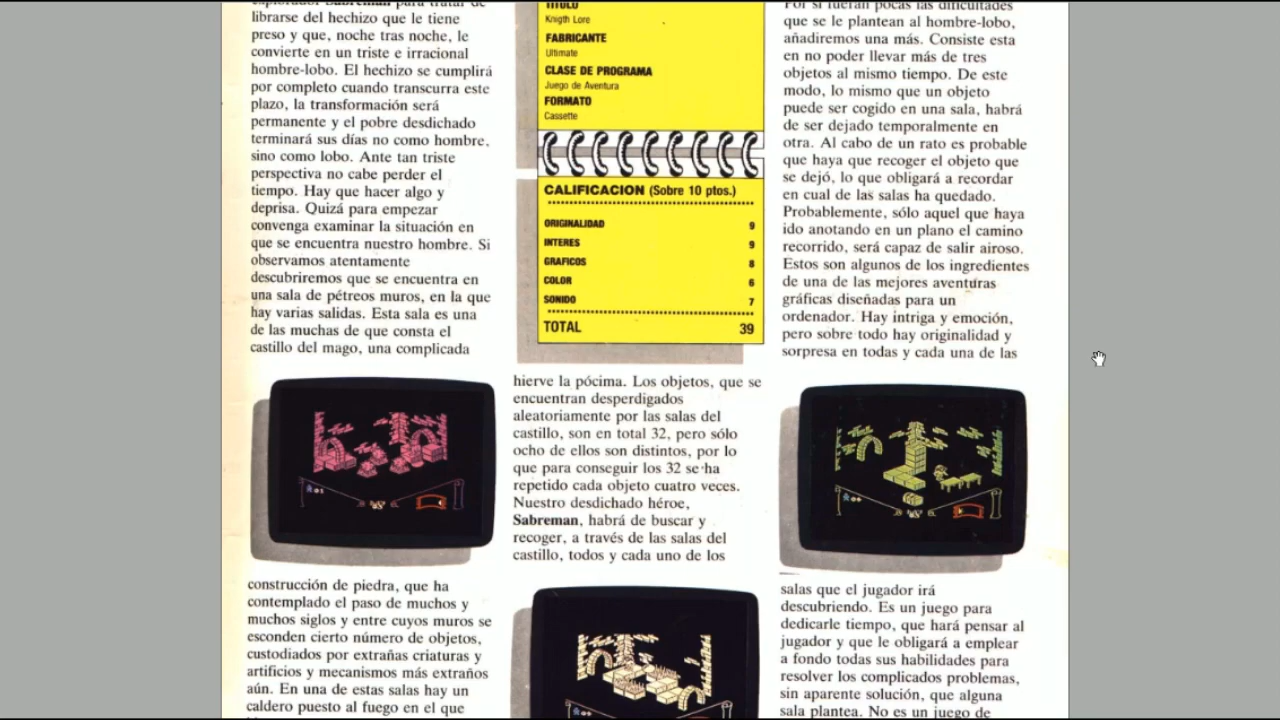 explorador Sabreman para tratar de
librarse del hechizo que le tiene
preso y que, noche tras noche, le
convierte en un triste e irracional
hombre-lobo. El hechizo se cumplirá
por completo cuando transcurra este
plazo, la transformación será
permanente y el pobre desdichado
terminará sus días no como hombre,
sino como lobo. Ante tan triste
perspectiva no cabe perder el
tiempo. Hay que hacer algo y
deprisa. Quizá para empezar
convenga examinar la situación en
que se encuentra nuestro hombre. Si
observamos atentamente
descubriremos que se encuentra en
una sala de pétreos muros, en la que
hay varias salidas. Esta sala es una
de las muchas de que consta el
castillo del mago, una complicada
construcción de piedra, que ha
contemplado el paso de muchos y
muchos siglos y entre cuyos muros se
esconden cierto número de objetos,
custodiados por extrañas criaturas y
artificios y mecanismos más extraños
aún. En una de estas salas hay un
caldero puesto al fuego en el que
TITULO
Knigth Lore
FABRICANTE
Ultimate
CLASE DE PROGRAMA
Juego de Aventura
FORMATO
Cassette
CALIFICACION (Sobre 10 ptos.)
ORIGINALIDAD 9
INTERES 9
GRAFICOS 8
COLOR 6
SONIDO 7
TOTAL 39
hierve la pócima. Los objetos, que se
encuentran desperdigados
aleatoriamente por las salas del
castillo, son en total 32, pero sólo
ocho de ellos son distintos, por lo
que para conseguir los 32 se ha
repetido cada objeto cuatro veces.
Nuestro desdichado héroe,
Sabreman, habrá de buscar y
recoger, a través de las salas del
castillo, todos y cada uno de los
Por si fueran pocas las dificultades
que se le plantean al hombre-lobo,
añadiremos una más. Consiste esta
en no poder llevar más de tres
objetos al mismo tiempo. De este
modo, lo mismo que un objeto
puede ser cogido en una sala, habrá
de ser dejado temporalmente en
otra. Al cabo de un rato es probable
que haya que recoger el objeto que
se dejó, lo que obligará a recordar
en cual de las salas ha quedado.
Probablemente, sólo aquel que haya
ido anotando en un plano el camino
recorrido, será capaz de salir airoso.
Estos son algunos de los ingredientes
de una de las mejores aventuras
gráficas diseñadas para un
ordenador. Hay intriga y emoción,
pero sobre todo hay originalidad y
sorpresa en todas y cada una de las
salas que el jugador irá
descubriendo. Es un juego para
dedicarle tiempo, que hará pensar al
jugador y que le obligará a emplear
a fondo todas sus habilidades para
resolver los complicados problemas,
sin aparente solución, que alguna
sala plantea. No es un juego de